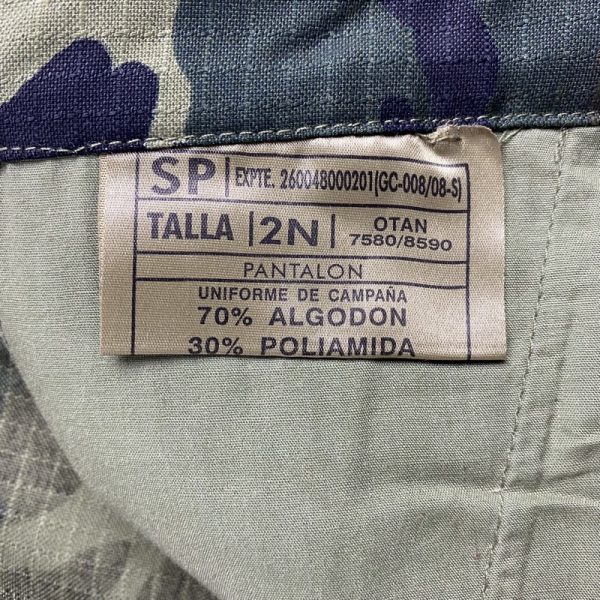 SP | EXPTE. 260048000201(GC-008/08-S)
TALLA | 2N | OTAN 7580/8590
PANTALON
UNIFORME DE CAMPAÑA
70% ALGODON
30% POLIAMIDA